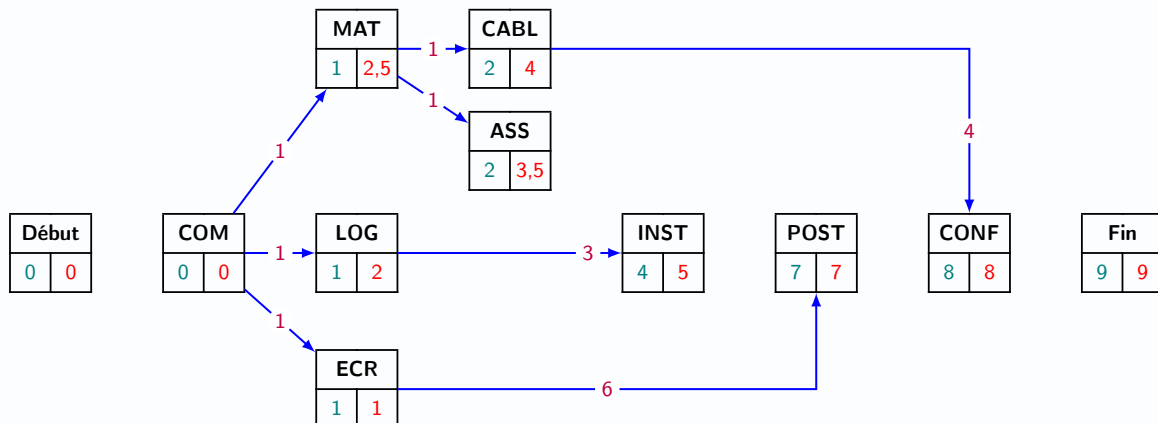 MAT CABL
1 2,5 1 2 4
1
ASS
2 3,5
1
4
Début COM LOG INST POST CONF Fin
0 0 0 0 1 1 2 3 4 5 7 7 8 8 9 9
1
ECR
1 1 6